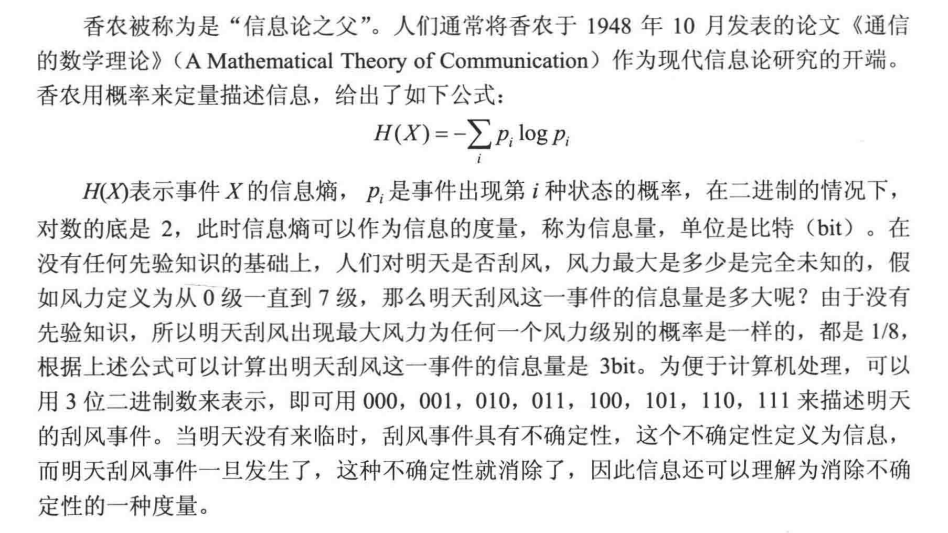 香农被称为是“信息论之父”。人们通常将香农于 1948 年 10 月发表的论文《通信
的数学理论》（A Mathematical Theory of Communication）作为现代信息论研究的开端。
香农用概率来定量描述信息，给出了如下公式：
H(X) = −∑_i p_i log p_i
H(X)表示事件 X 的信息熵， p_i 是事件出现第 i 种状态的概率，在二进制的情况下，
对数的底是 2，此时信息熵可以作为信息的度量，称为信息量，单位是比特（bit）。在
没有任何先验知识的基础上，人们对明天是否刮风，风力最大是多少是完全未知的，假
如风力定义为从 0 级一直到 7 级，那么明天刮风这一事件的信息量是多大呢？由于没有
先验知识，所以明天刮风出现最大风力为任何一个风力级别的概率是一样的，都是 1/8，
根据上述公式可以计算出明天刮风这一事件的信息量是 3bit。为便于计算机处理，可以
用 3 位二进制数来表示，即可用 000，001，010，011，100，101，110，111 来描述明天
的刮风事件。当明天没有来临时，刮风事件具有不确定性，这个不确定性定义为信息，
而明天刮风事件一旦发生了，这种不确定性就消除了，因此信息还可以理解为消除不确
定性的一种度量。